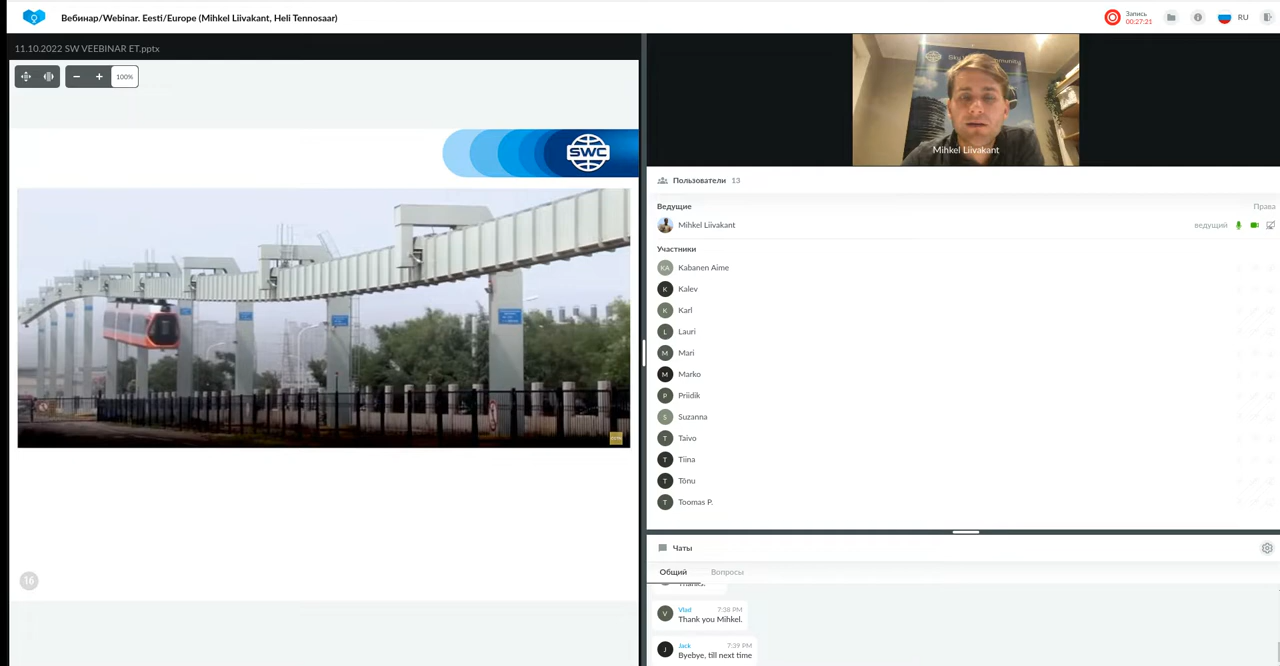 Вебинар/Webinar. Eesti/Europe (Mihkel Liivakant, Heli Tennosaar)
Запись
00:27:21
RU
11.10.2022 SW VEEBINAR ET.pptx
100%
SWC
16
Mihkel Liivakant
Пользователи 13
Ведущие
Права
Mihkel Liivakant
ведущий
Участники
KA Kabanen Aime
K Kalev
K Karl
L Lauri
M Mari
M Marko
P Priidik
S Suzanna
T Taivo
T Tiina
T Tõnu
T Toomas P.
Чаты
Общий Вопросы
Thanks.
V Vlad 7:38 PM
Thank you Mihkel.
J Jack 7:39 PM
Byebye, till next time